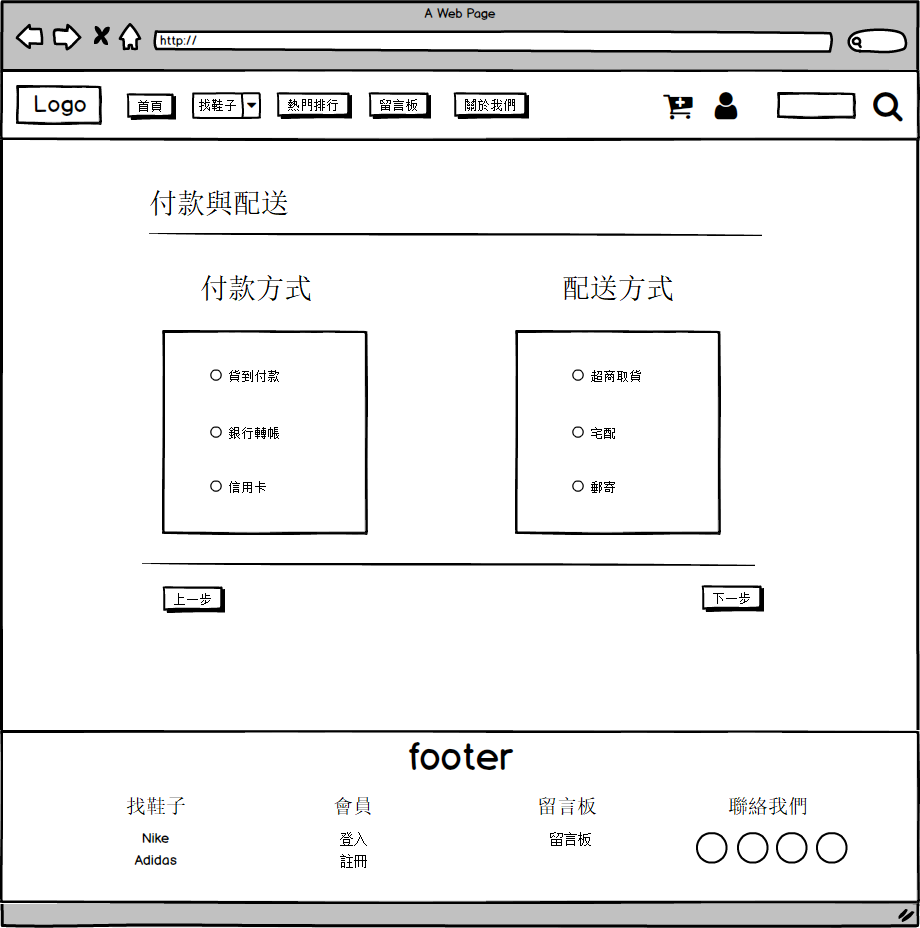 A Web Page
http://
Logo
首頁
找鞋子
熱門排行
留言板
關於我們
付款與配送
付款方式
配送方式
貨到付款
銀行轉帳
信用卡
超商取貨
宅配
郵寄
上一步
下一步
footer
找鞋子
會員
留言板
聯絡我們
Nike
登入
留言板
Adidas
註冊